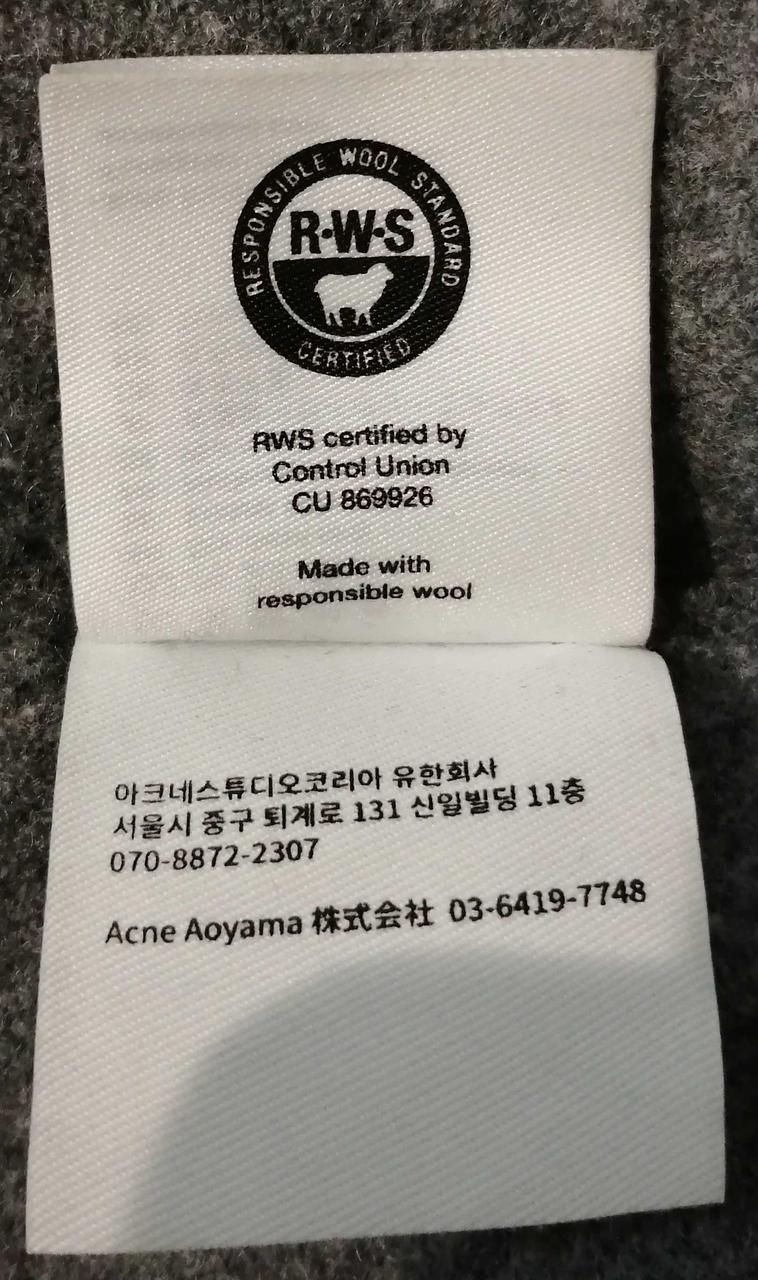 RESPONSIBLE WOOL STANDARD
R·W·S
CERTIFIED
RWS certified by
Control Union
CU 869926
Made with
responsible wool
아크네스튜디오코리아 유한회사
서울시 중구 퇴계로 131 신일빌딩 11층
070-8872-2307
Acne Aoyama 株式会社 03-6419-7748